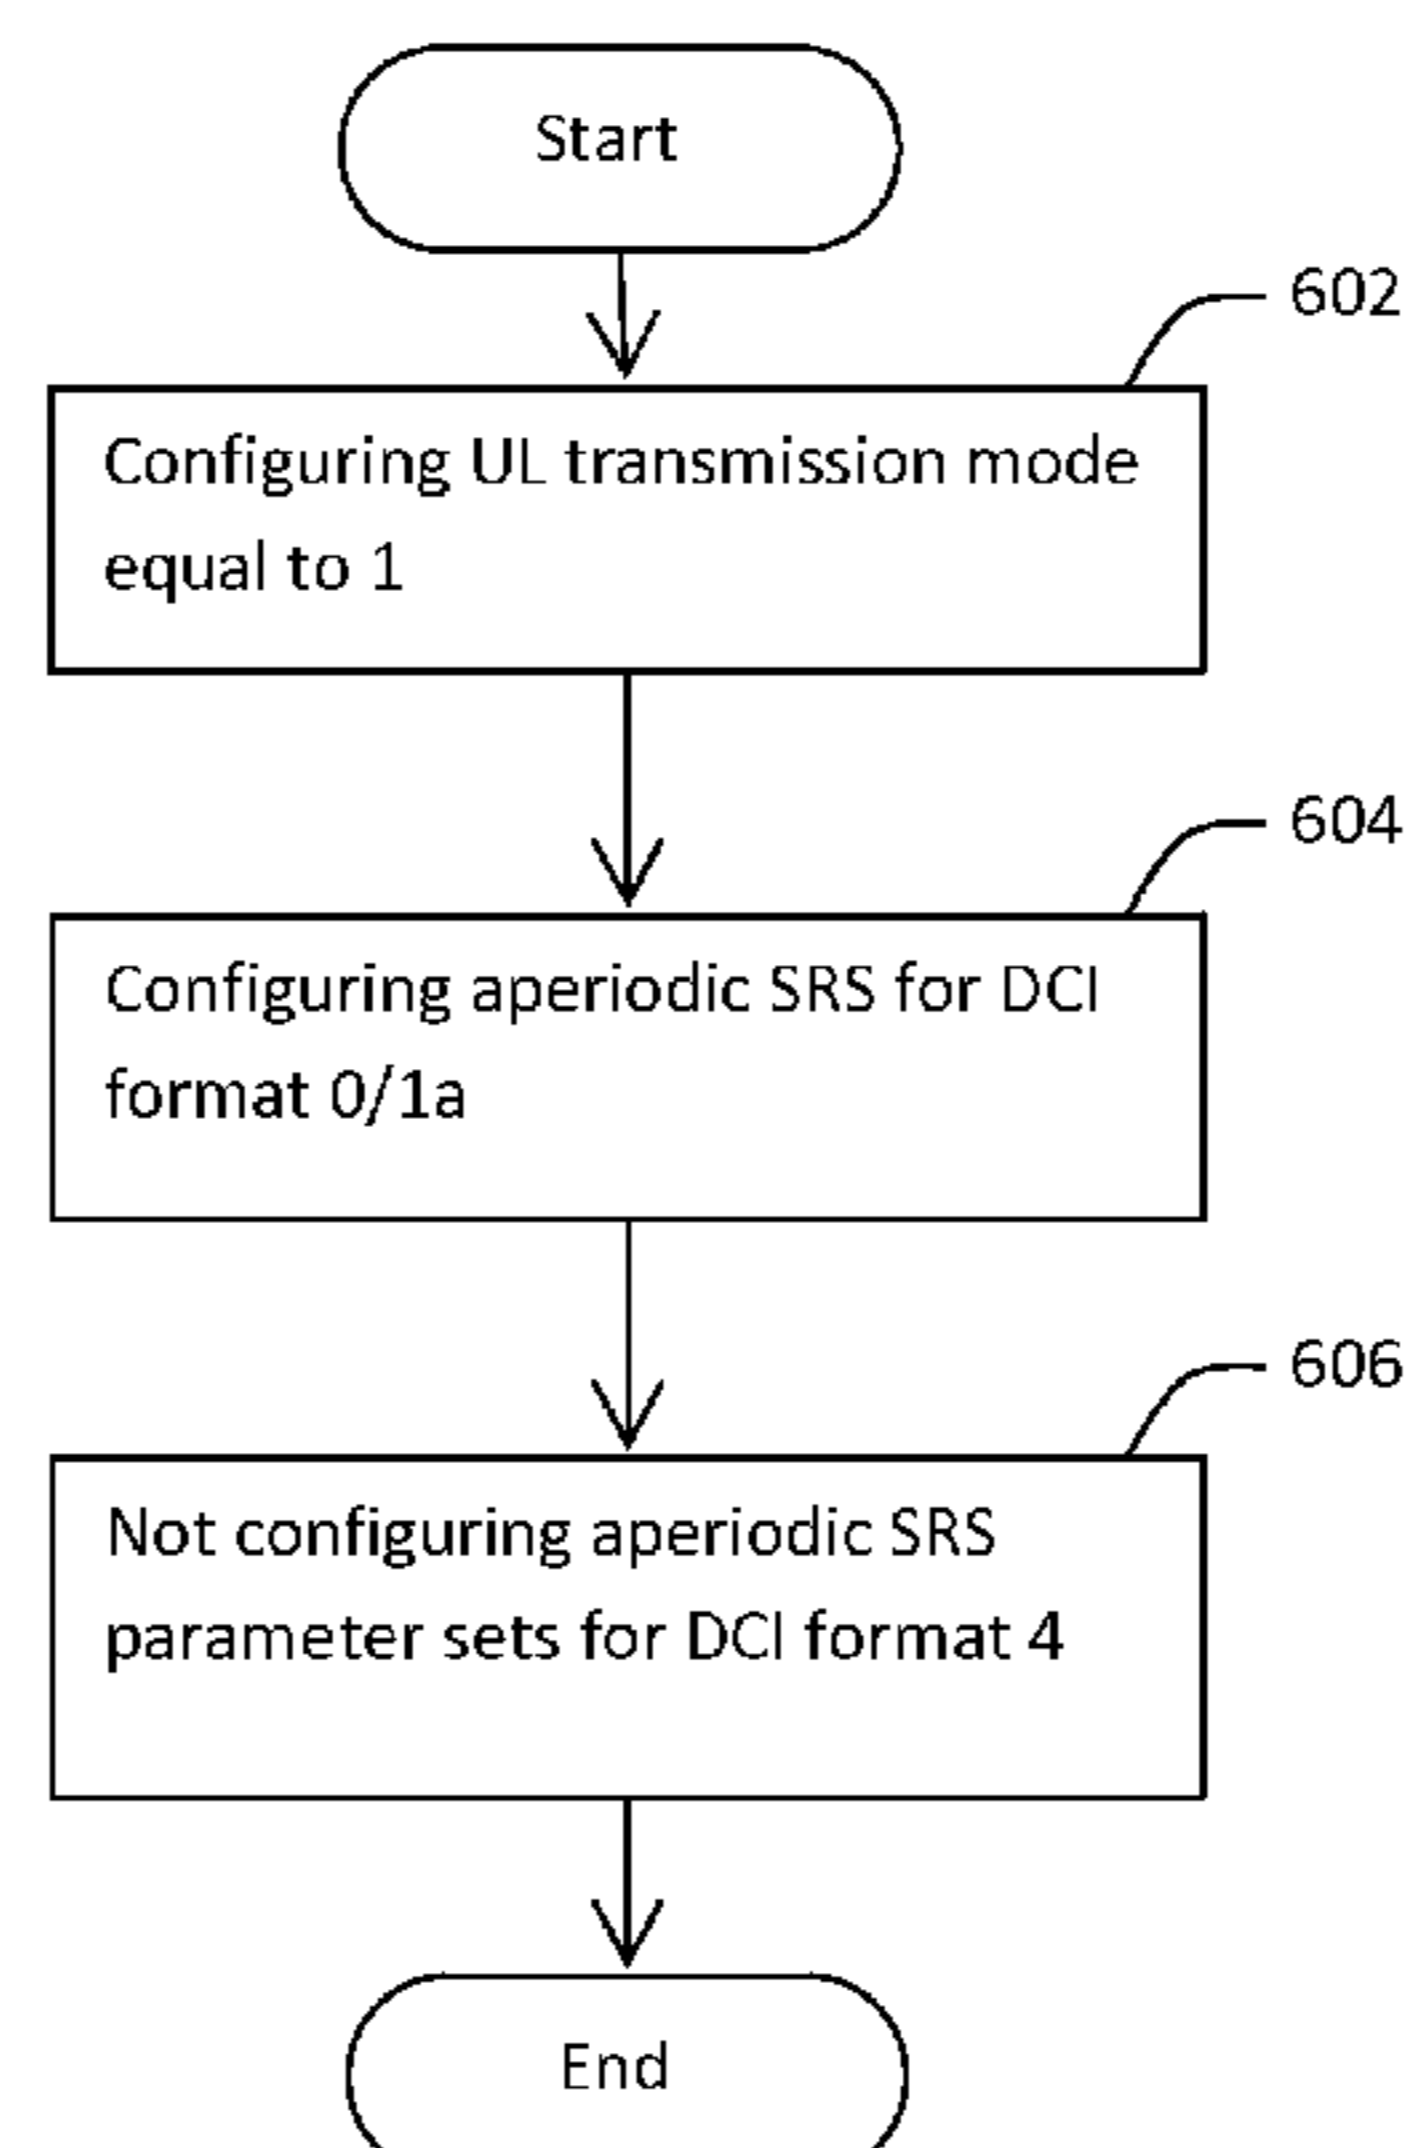 Start
602
Configuring UL transmission mode
equal to 1
604
Configuring aperiodic SRS for DCI
format 0/1a
606
Not configuring aperiodic SRS
parameter sets for DCI format 4
End